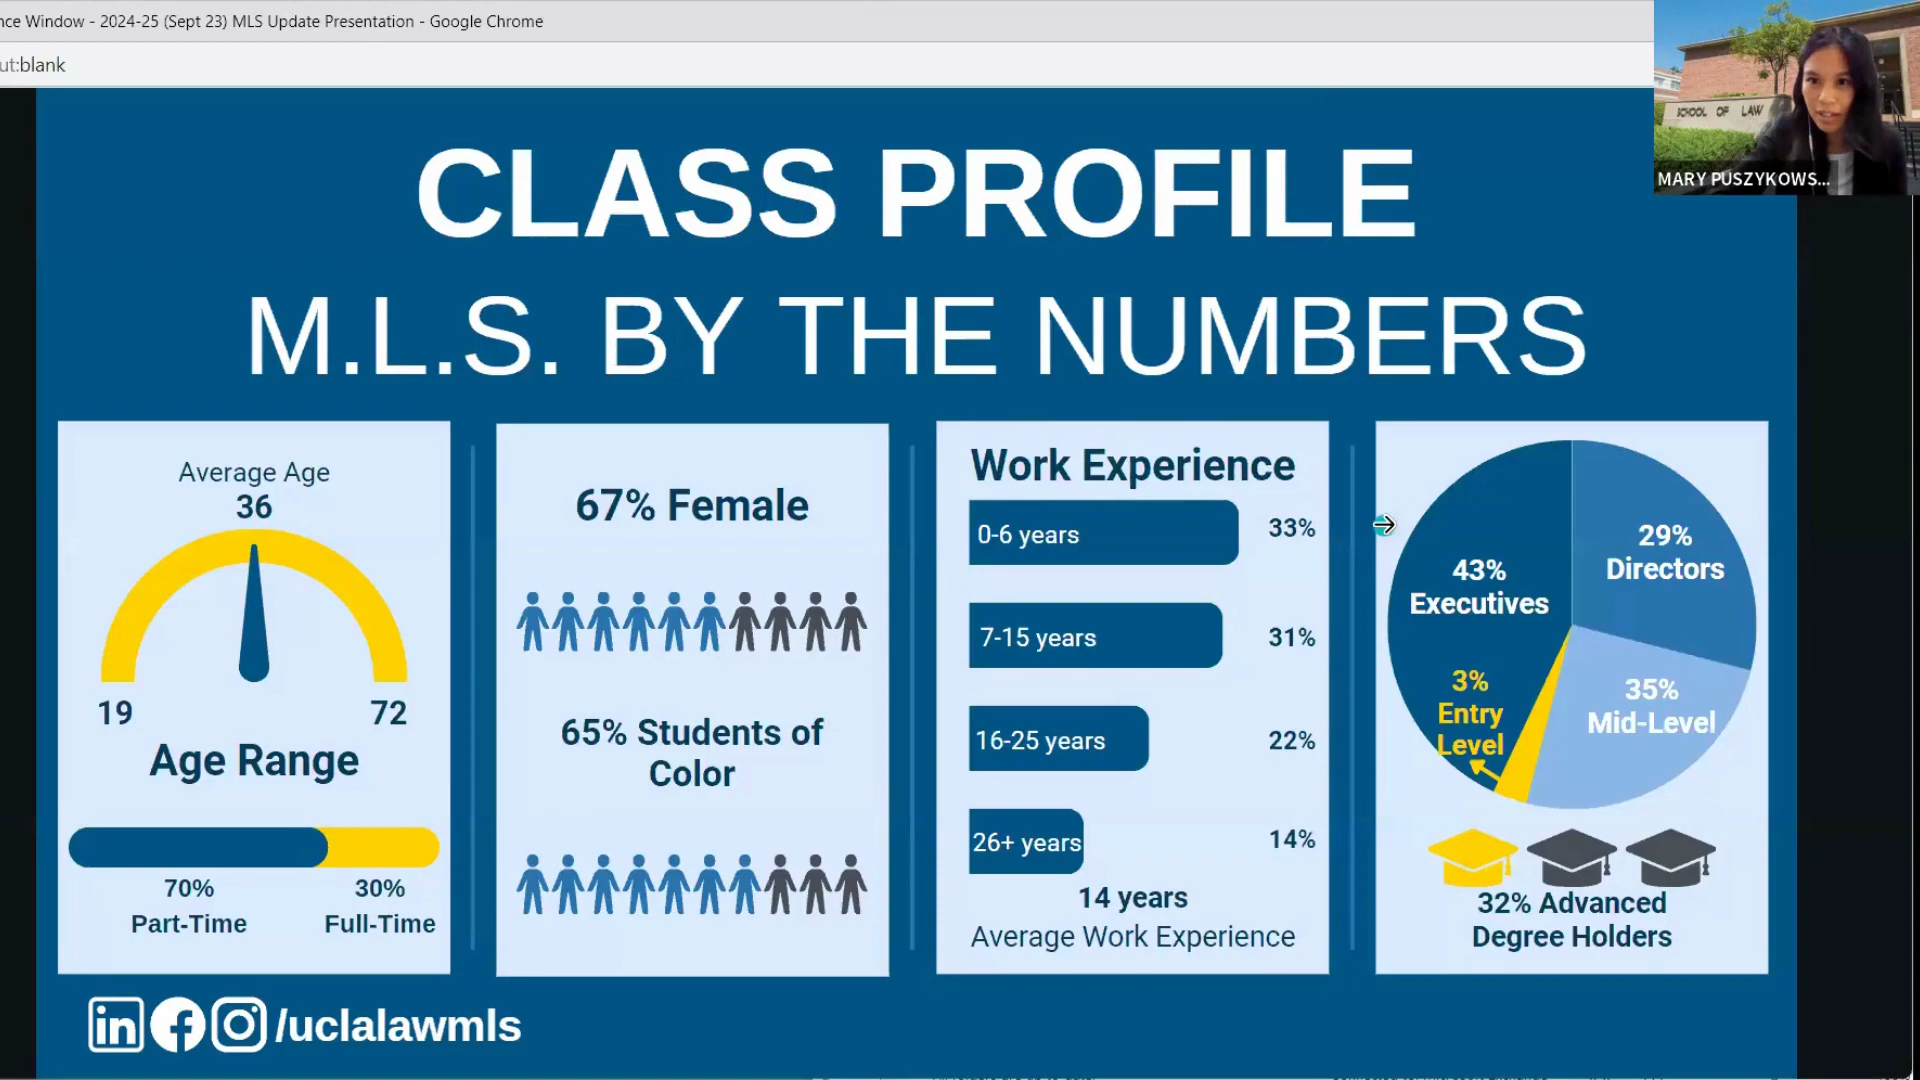 nce Window - 2024-25 (Sept 23) MLS Update Presentation - Google Chrome
ut:blank
SCHOOL OF LAW
MARY PUSZYKOWS...
CLASS PROFILE
M.L.S. BY THE NUMBERS
Average Age
36
19
72
Age Range
70%
Part-Time
30%
Full-Time
67% Female
65% Students of
Color
Work Experience
0-6 years
33%
7-15 years
31%
16-25 years
22%
26+ years
14%
14 years
Average Work Experience
43%
Executives
29%
Directors
3%
Entry
Level
35%
Mid-Level
32% Advanced
Degree Holders
in
/uclalawmls